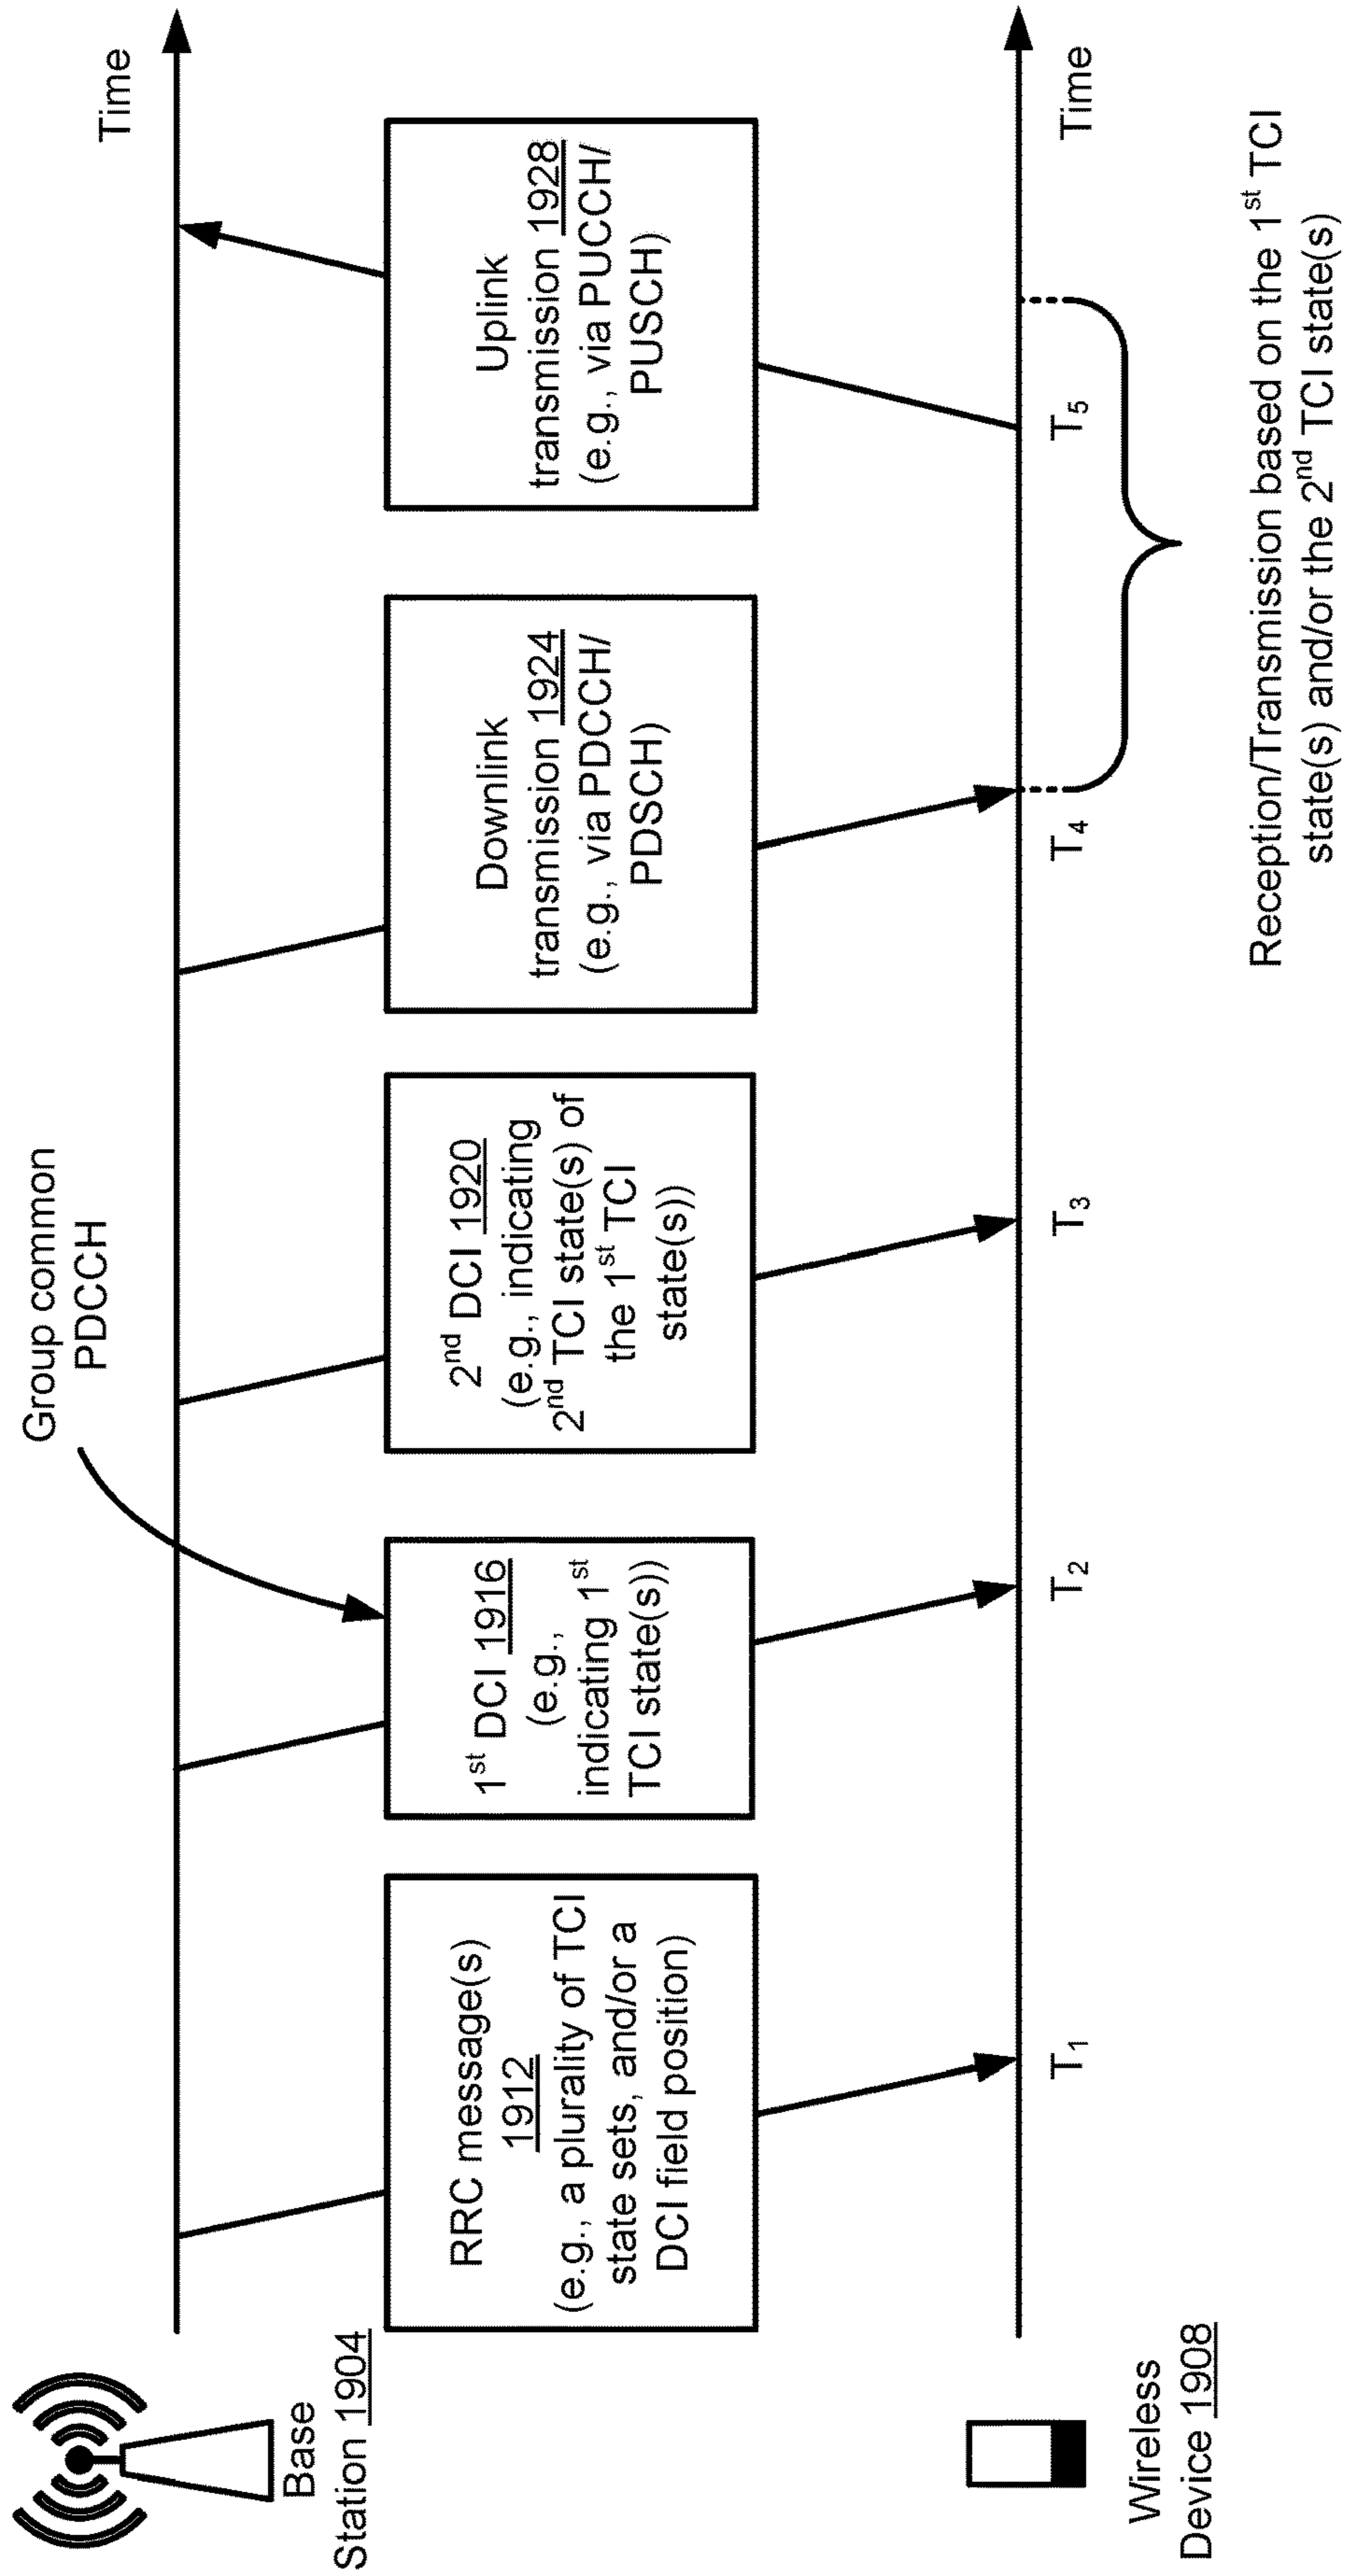 Base
Station 1904
Time
Group common
PDCCH
RRC message(s)
1912
(e.g., a plurality of TCI
state sets, and/or a
DCI field position)
1st DCI 1916
(e.g.,
indicating 1st
TCI state(s))
2nd DCI 1920
(e.g., indicating
2nd TCI state(s) of
the 1st TCI
state(s))
Downlink
transmission 1924
(e.g., via PDCCH/
PDSCH)
Uplink
transmission 1928
(e.g., via PUCCH/
PUSCH)
Wireless
Device 1908
T1
T2
T3
T4
T5
Time
Reception/Transmission based on the 1st TCI
state(s) and/or the 2nd TCI state(s)